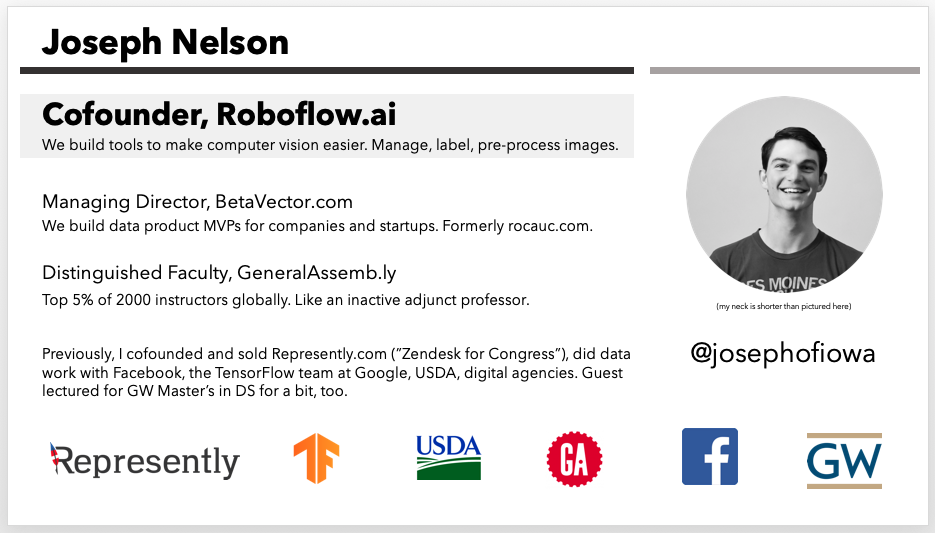 Joseph Nelson
Cofounder, Roboflow.ai
We build tools to make computer vision easier. Manage, label, pre-process images.
Managing Director, BetaVector.com
We build data product MVPs for companies and startups. Formerly rocauc.com.
Distinguished Faculty, GeneralAssemb.ly
Top 5% of 2000 instructors globally. Like an inactive adjunct professor.
Previously, I cofounded and sold Represently.com (”Zendesk for Congress”), did data
work with Facebook, the TensorFlow team at Google, USDA, digital agencies. Guest
lectured for GW Master’s in DS for a bit, too.
ES MOINES
(my neck is shorter than pictured here)
@josephofiowa
Represently
TF
USDA
GA
f
GW